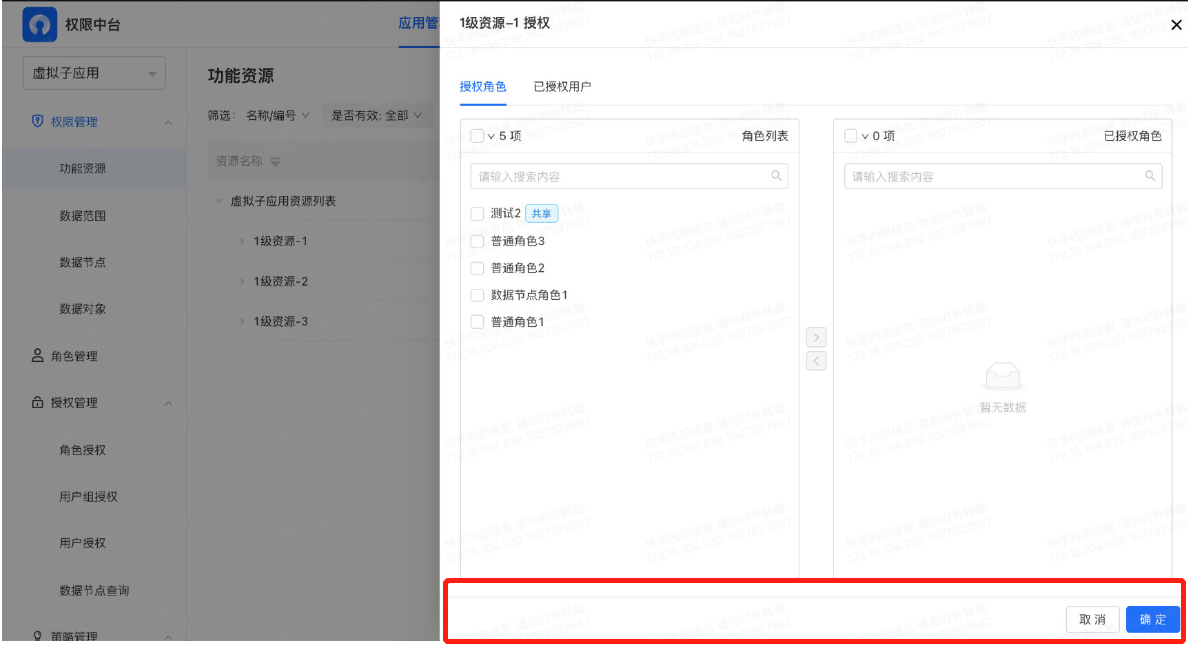 权限中台
应用管
虚拟子应用
权限管理
功能资源
数据范围
数据节点
数据对象
角色管理
授权管理
角色授权
用户组授权
用户授权
数据节点查询
策略管理
功能资源
筛选: 名称/编号 是否有效: 全部
资源名称
虚拟子应用资源列表
1级资源-1
1级资源-2
1级资源-3
1级资源-1 授权
授权角色 已授权用户
5 项 角色列表
请输入搜索内容
测试2 共享
普通角色3
普通角色2
数据节点角色1
普通角色1
0 项 已授权角色
请输入搜索内容
暂无数据
取消 确定
快手内部信息 请勿对外转载
172.18.104.232 1627527567